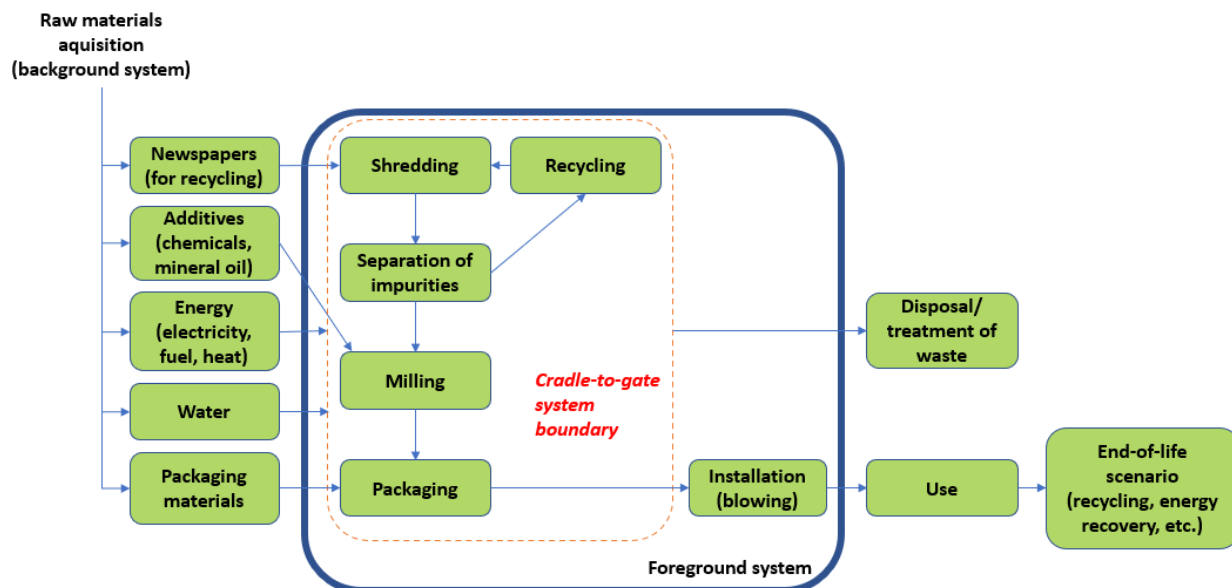 Raw materials
aquisition
(background system)
Newspapers
(for recycling)
Additives
(chemicals,
mineral oil)
Energy
(electricity,
fuel, heat)
Water
Packaging
materials
Shredding
Recycling
Separation of
impurities
Milling
Cradle-to-gate
system
boundary
Packaging
Installation
(blowing)
Foreground system
Disposal/
treatment of
waste
Use
End-of-life
scenario
(recycling, energy
recovery, etc.)